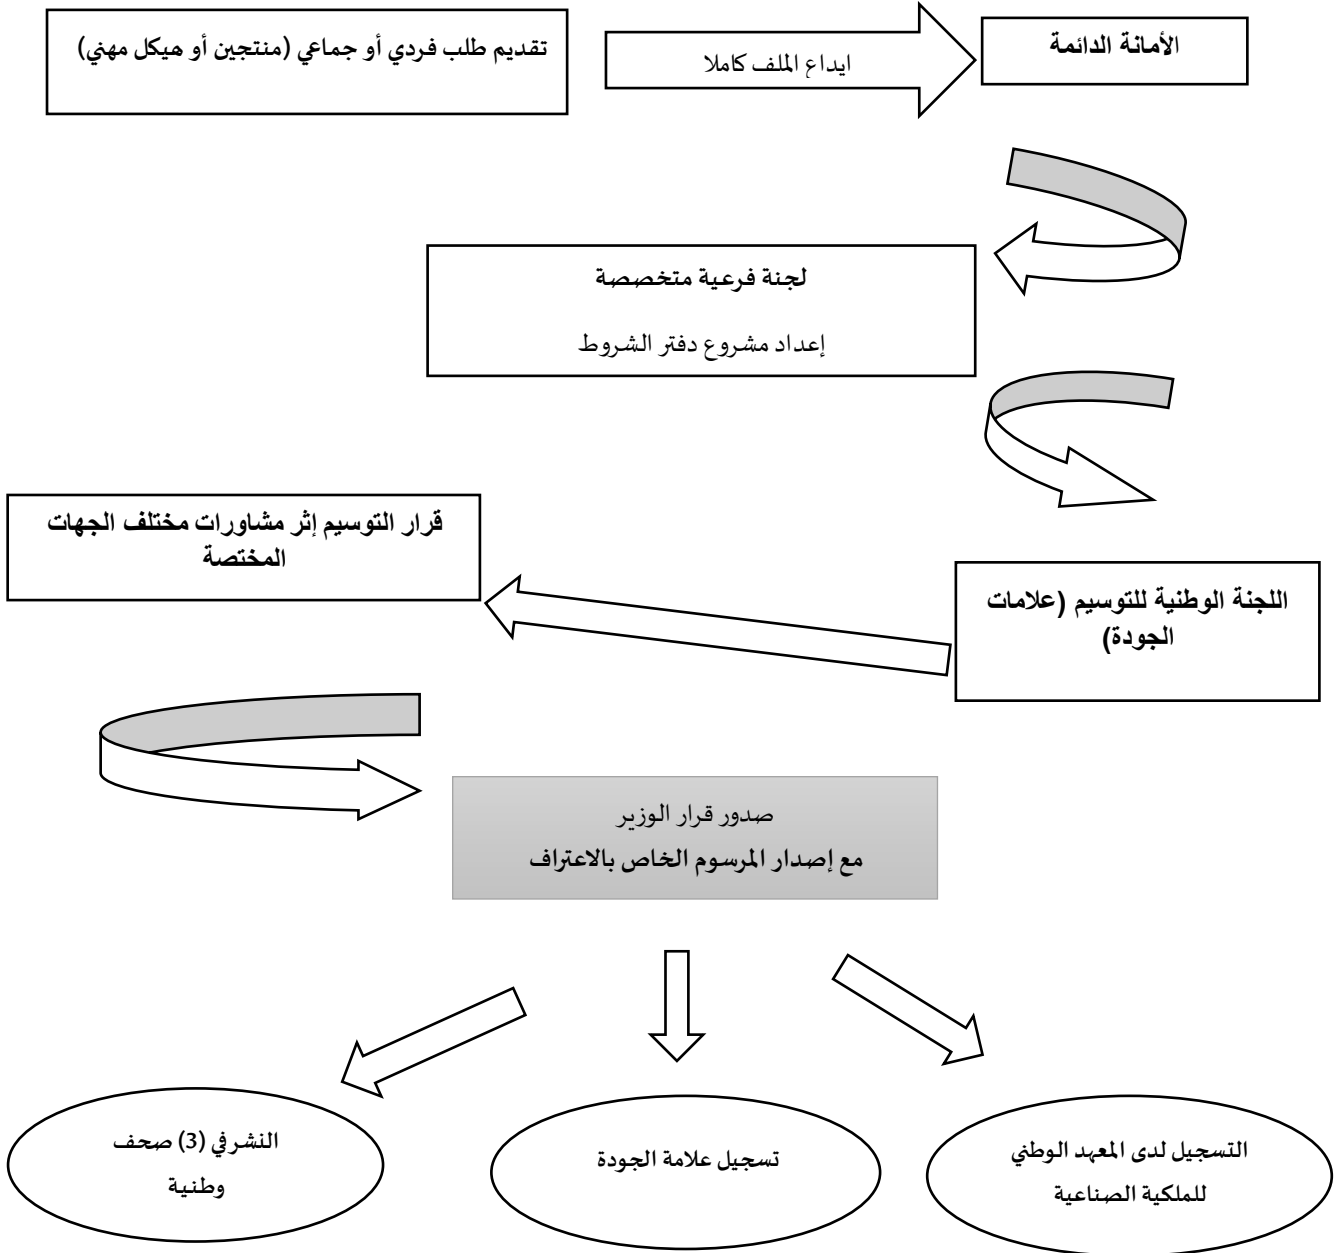 تقديم طلب فردي أو جماعي (منتجين أو هيكل مهني)
ايداع الملف كاملا
الأمانة الدائمة
لجنة فرعية متخصصة
إعداد مشروع دفتر الشروط
اللجنة الوطنية للتوسيم (علامات
الجودة)
قرار التوسيم إثر مشاورات مختلف الجهات
المختصة
صدور قرار الوزير
مع إصدار المرسوم الخاص بالاعتراف
التسجيل لدى المعهد الوطني
للملكية الصناعية
تسجيل علامة الجودة
النشرفي (3) صحف
وطنية